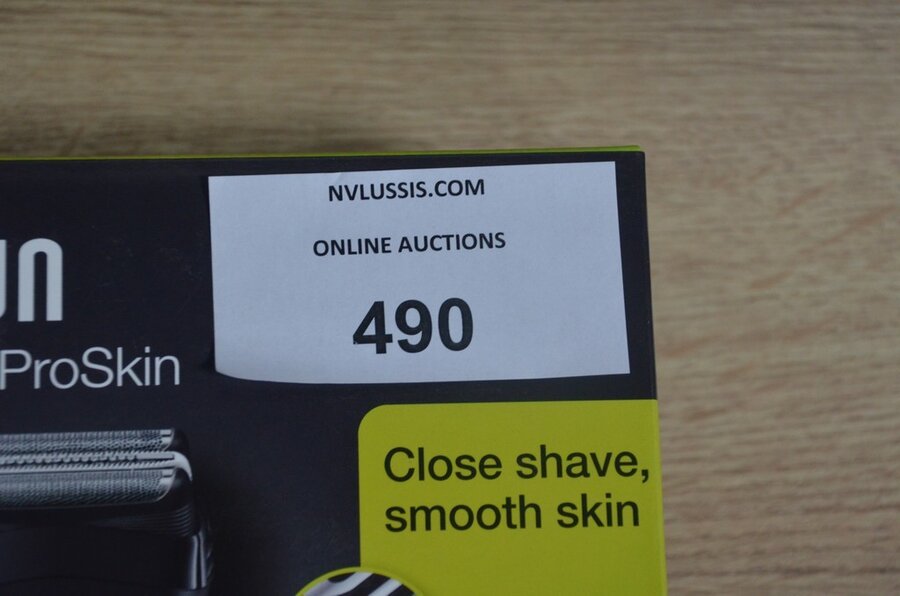 NVLUSSIS.COM
ONLINE AUCTIONS
490
ProSkin
Close shave,
smooth skin